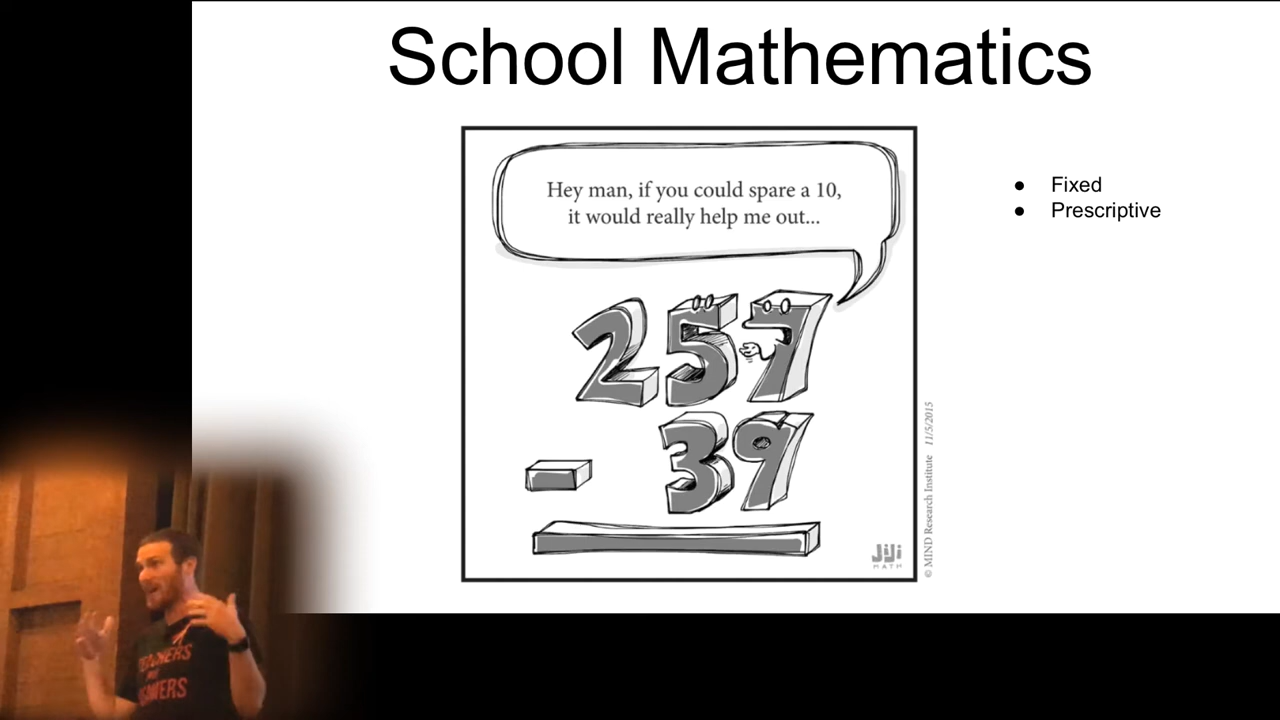 School Mathematics
Hey man, if you could spare a 10,
it would really help me out...
257
- 39
JiJi
MATH
© MIND Research Institute 11/5/2015
● Fixed
● Prescriptive